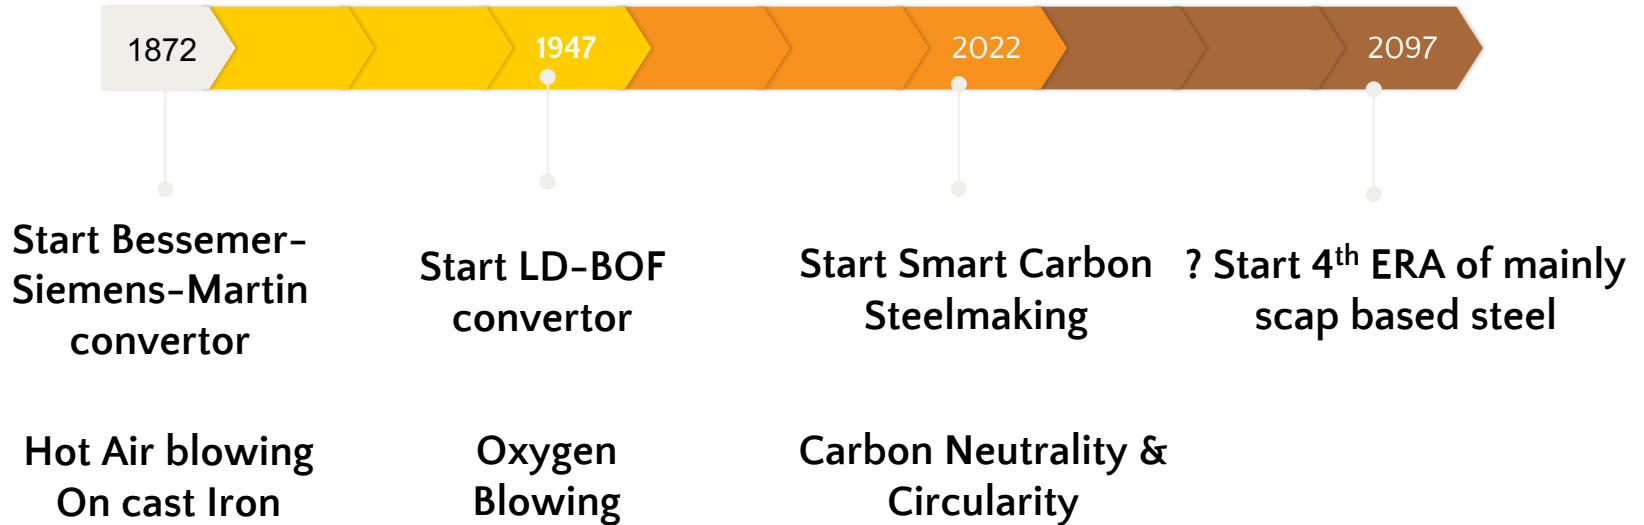 1872
1947
2022
2097
Start Bessemer-
Siemens-Martin
convertor
Start LD-BOF
convertor
Start Smart Carbon
Steelmaking
? Start 4th ERA of mainly
scap based steel
Hot Air blowing
On cast Iron
Oxygen
Blowing
Carbon Neutrality &
Circularity